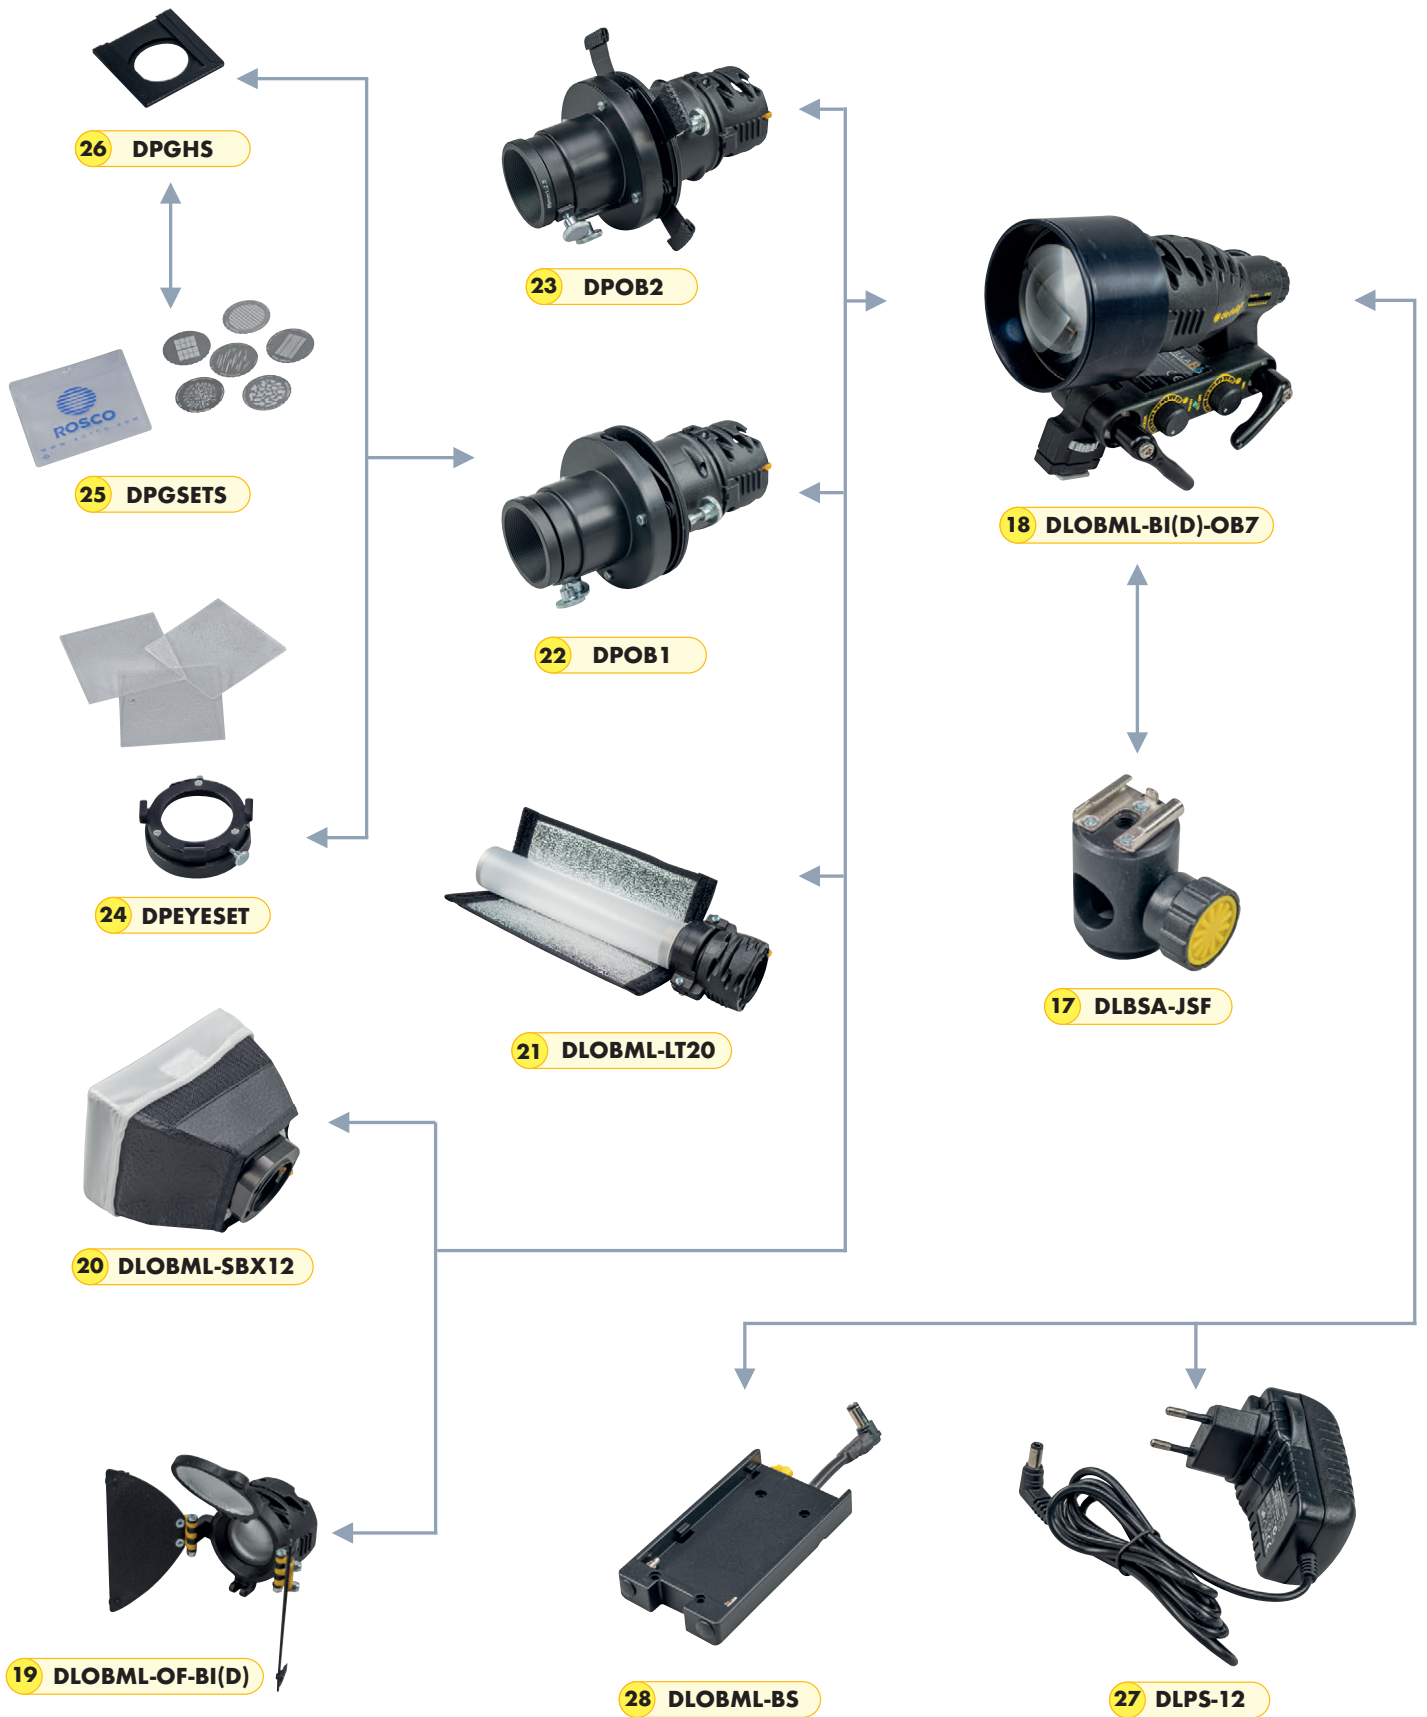 26 DPGHS
23 DPOB2
dedolight
ROSCO
25 DPGSETS
18 DLOBML-BI(D)-OB7
22 DPOB1
24 DPEYESET
17 DLBSA-JSF
21 DLOBML-LT20
20 DLOBML-SBX12
19 DLOBML-OF-BI(D)
28 DLOBML-BS
27 DLPS-12